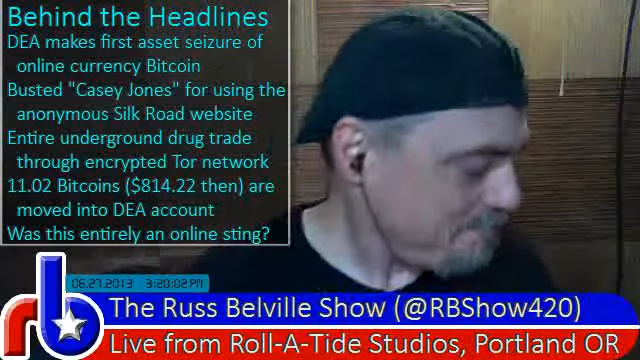 Behind the Headlines
DEA makes first asset seizure of
online currency Bitcoin
Busted "Casey Jones" for using the
anonymous Silk Road website
Entire underground drug trade
through encrypted Tor network
11.02 Bitcoins ($814.22 then) are
moved into DEA account
Was this entirely an online sting?
06.27.2013 3:20:02 PM
rb
The Russ Belville Show (@RBShow420)
Live from Roll-A-Tide Studios, Portland OR